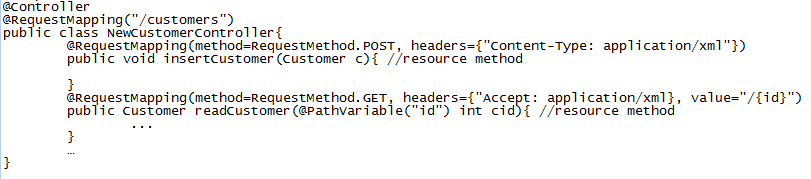 @Controller
@RequestMapping("/customers")
public class NewCustomerController{
@RequestMapping(method=RequestMethod.POST, headers={"Content-Type: application/xml"})
public void insertCustomer(Customer c){ //resource method
}
@RequestMapping(method=RequestMethod.GET, headers={"Accept: application/xml}, value="/{id}")
public Customer readCustomer(@PathVariable("id") int cid){ //resource method
...
}
…
}